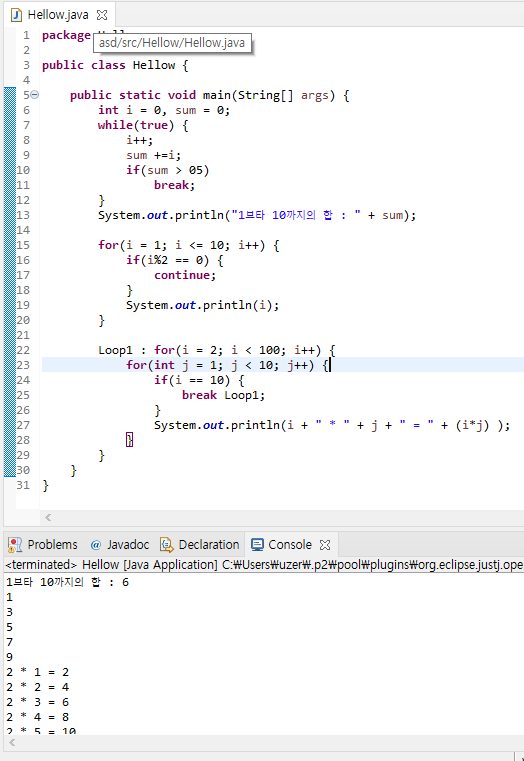 Hellow.java
1 package
asd/src/Hellow/Hellow.java
2
3 public class Hellow {
4
5 public static void main(String[] args) {
6 int i = 0, sum = 0;
7 while(true) {
8 i++;
9 sum +=i;
10 if(sum > 05)
11 break;
12 }
13 System.out.println("1브타 10까지의 합 : " + sum);
14
15 for(i = 1; i <= 10; i++) {
16 if(i%2 == 0) {
17 continue;
18 }
19 System.out.println(i);
20 }
21
22 Loop1 : for(i = 2; i < 100; i++) {
23 for(int j = 1; j < 10; j++) {
24 if(i == 10) {
25 break Loop1;
26 }
27 System.out.println(i + " * " + j + " = " + (i*j) );
28 }
29 }
30 }
31 }
Problems @ Javadoc Declaration Console
<terminated> Hellow [Java Application] C:₩Users₩uzer₩.p2₩pool₩plugins₩org.eclipse.justj.ope
1브타 10까지의 합 : 6
1
3
5
7
9
2 * 1 = 2
2 * 2 = 4
2 * 3 = 6
2 * 4 = 8
2 * 5 = 10